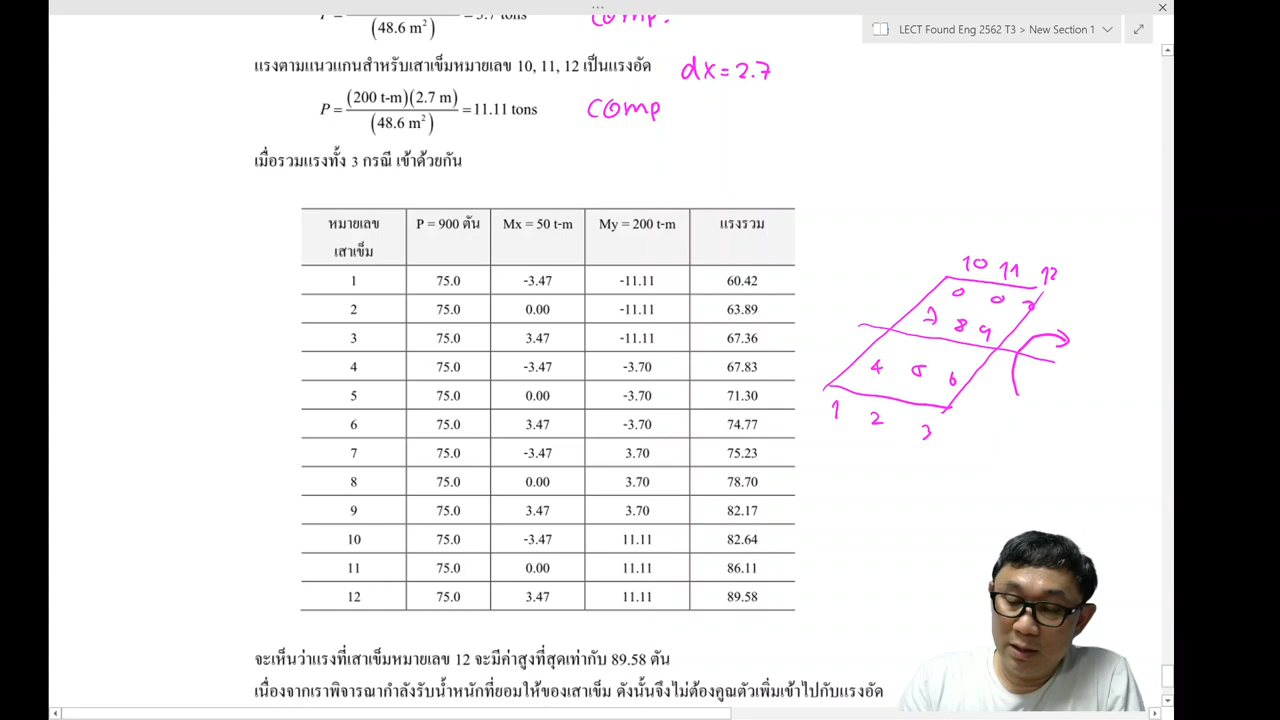 LECT Found Eng 2562 T3 > New Section 1
(48.6 m²)
comp.
แรงตามแนวแกนสำหรับเสาเข็มหมายเลข 10, 11, 12 เป็นแรงอัด
dx = 2.7
P = (200 t-m)(2.7 m) / (48.6 m²) = 11.11 tons
comp
เมื่อรวมแรงทั้ง 3 กรณี เข้าด้วยกัน
หมายเลขเสาเข็ม P = 900 ตัน Mx = 50 t-m My = 200 t-m แรงรวม
1 75.0 -3.47 -11.11 60.42
2 75.0 0.00 -11.11 63.89
3 75.0 3.47 -11.11 67.36
4 75.0 -3.47 -3.70 67.83
5 75.0 0.00 -3.70 71.30
6 75.0 3.47 -3.70 74.77
7 75.0 -3.47 3.70 75.23
8 75.0 0.00 3.70 78.70
9 75.0 3.47 3.70 82.17
10 75.0 -3.47 11.11 82.64
11 75.0 0.00 11.11 86.11
12 75.0 3.47 11.11 89.58
10 11 12
7 8 9
4 5 6
1 2 3
จะเห็นว่าแรงที่เสาเข็มหมายเลข 12 จะมีค่าสูงที่สุดเท่ากับ 89.58 ตัน
เนื่องจากเราพิจารณากำลังรับน้ำหนักที่ยอมให้ของเสาเข็ม ดังนั้นจึงไม่ต้องคูณตัวเพิ่มเข้าไปกับแรงอัด